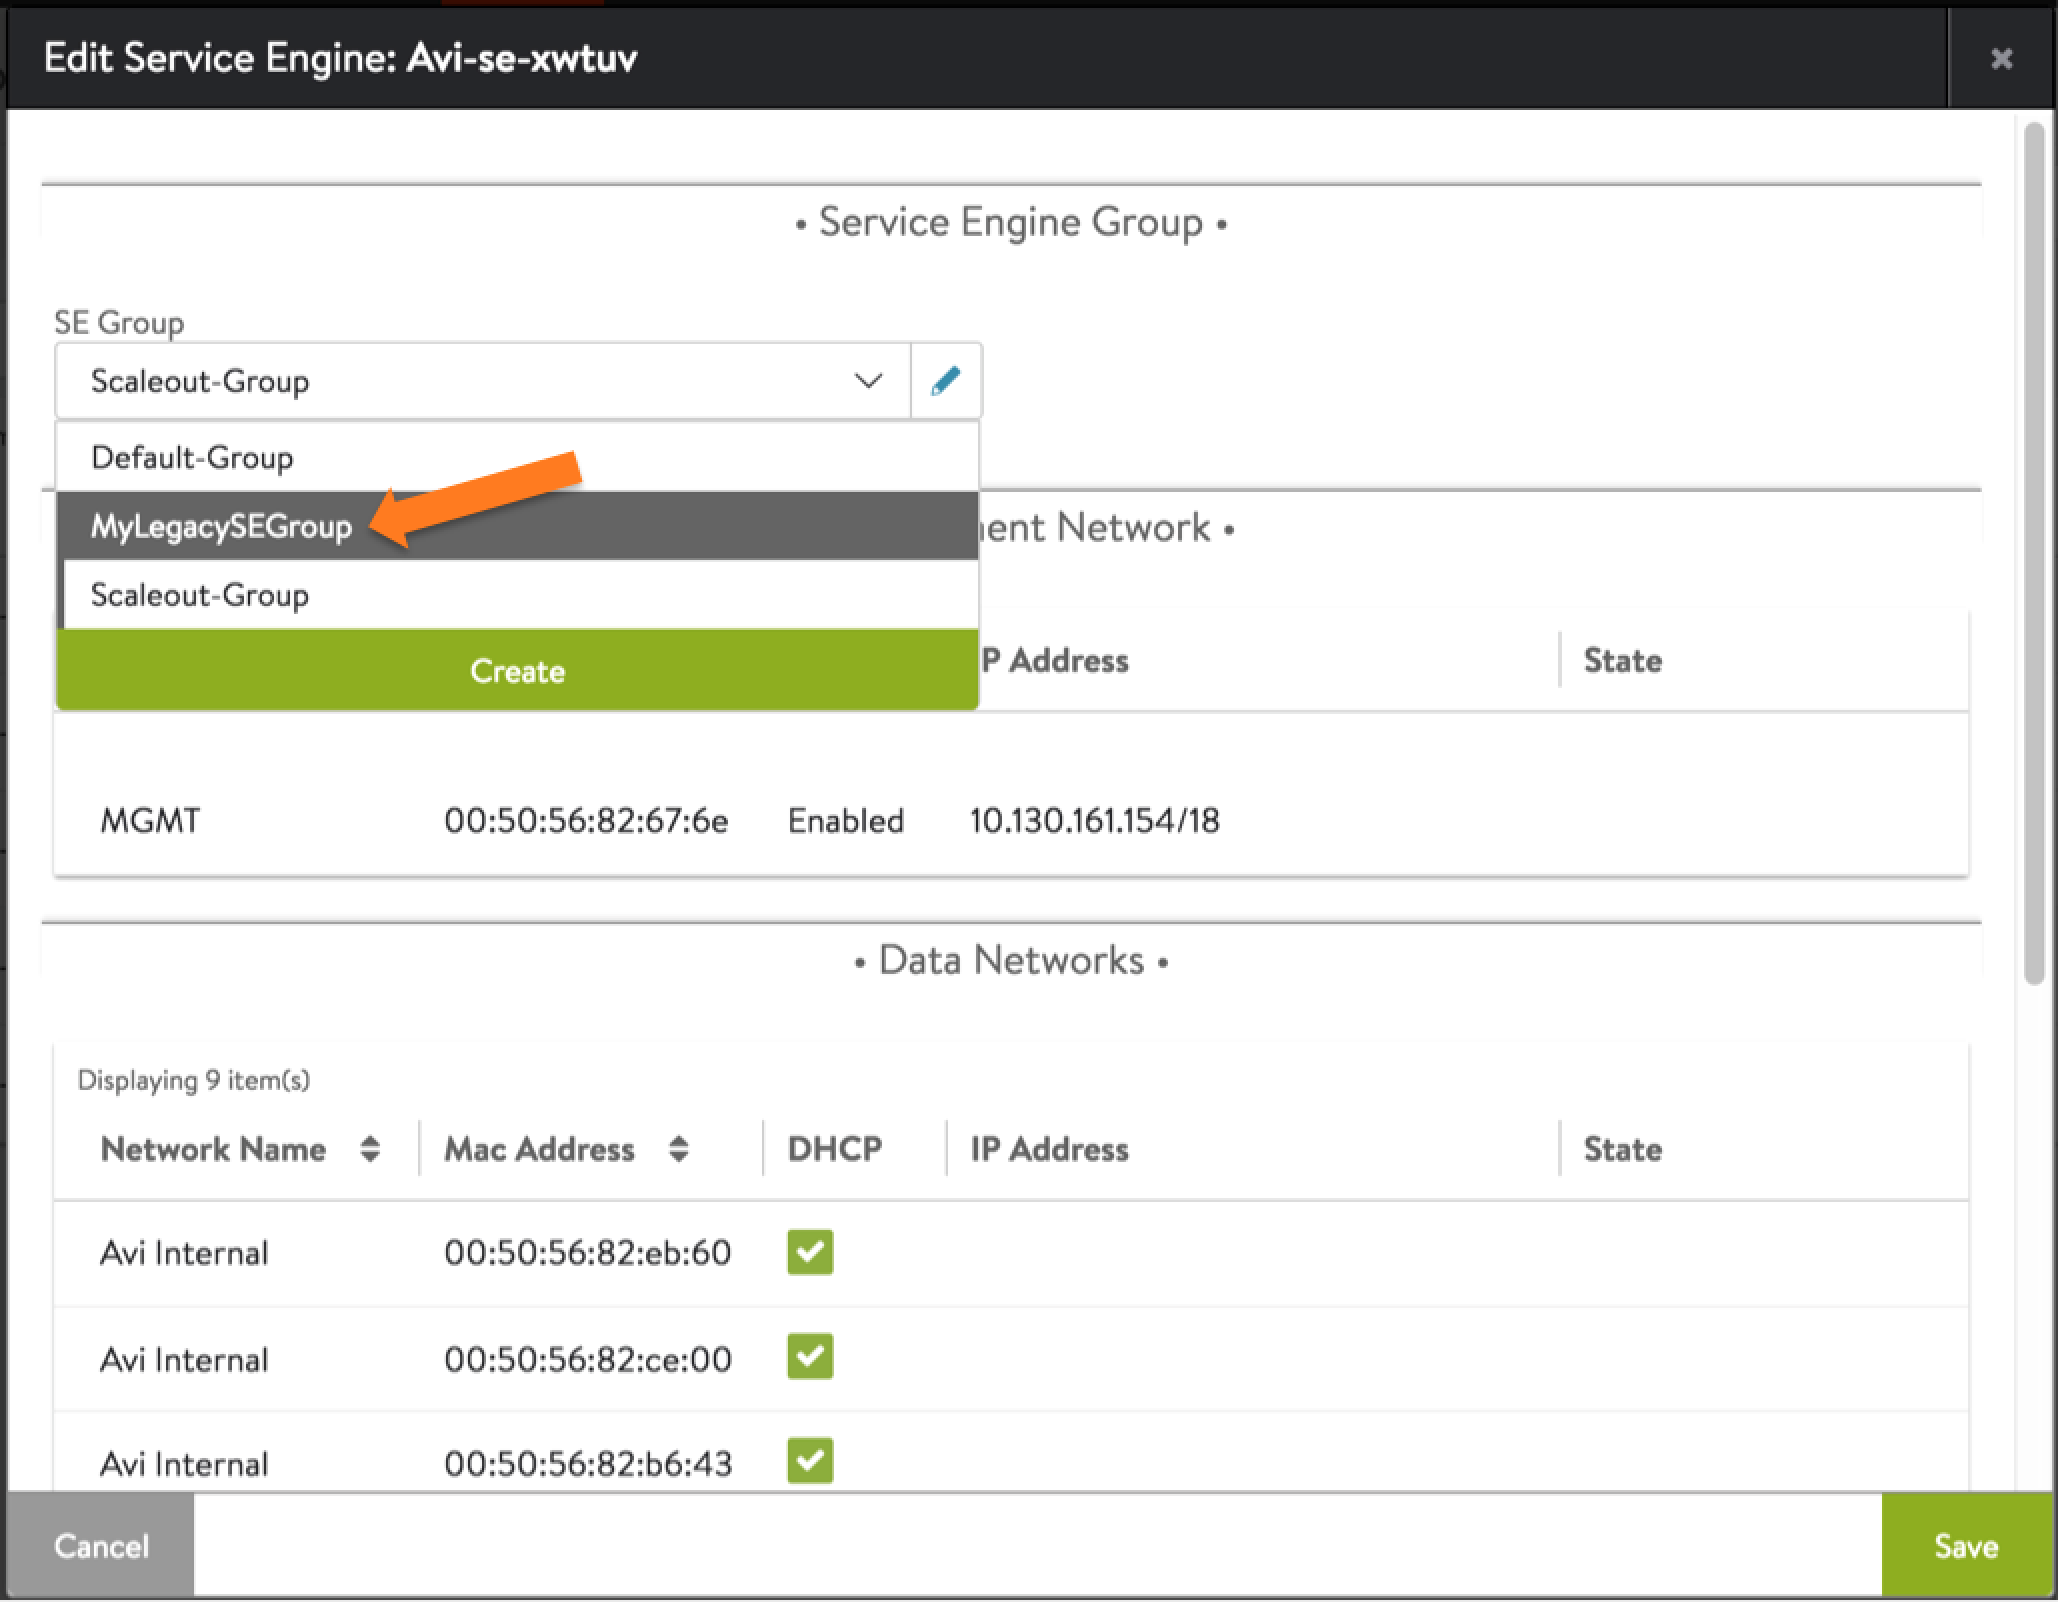 Edit Service Engine: Avi-se-xwtuv
• Service Engine Group •
SE Group
Scaleout-Group
Default-Group
MyLegacySEGroup
Network •
Scaleout-Group
Create
Address State
MGMT 00:50:56:82:67:6e Enabled 10.130.161.154/18
• Data Networks •
Displaying 9 item(s)
Network Name Mac Address DHCP IP Address State
Avi Internal 00:50:56:82:eb:60
Avi Internal 00:50:56:82:ce:00
Avi Internal 00:50:56:82:b6:43
Cancel Save